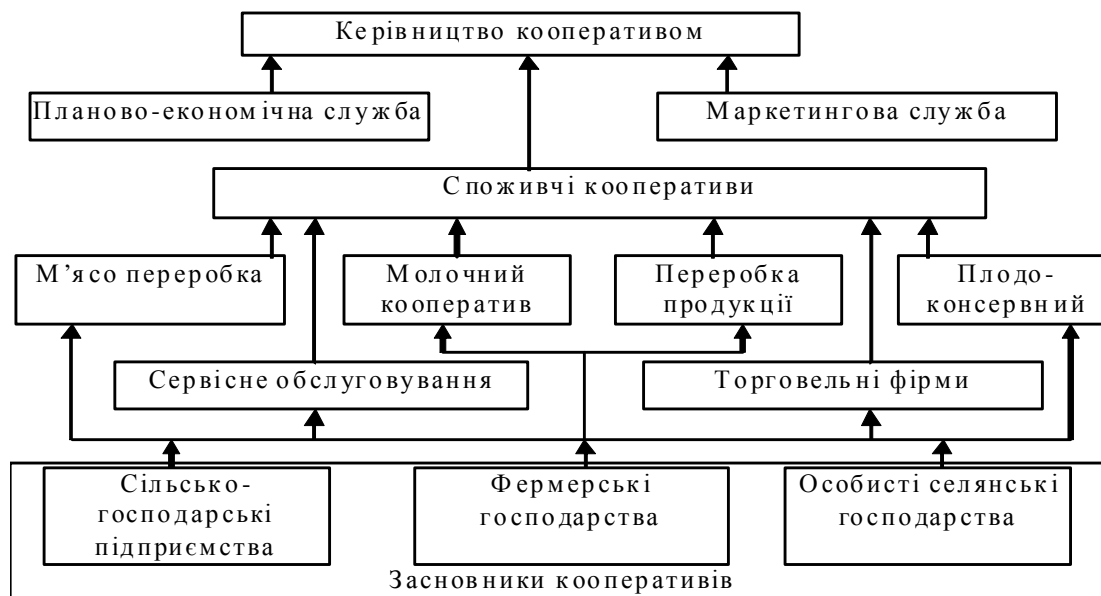 Керівництво кооперативом
Планово-економічна служба
Маркетингова служба
Споживчі кооперативи
М’ясо переробка
Молочний
кооператив
Переробка
продукції
Плодо-
консервний
Сервісне обслуговування
Торговельні фірми
Сільсько-
господарські
підприємства
Фермерські
господарства
Особисті селянські
господарства
Засновники кооперативів